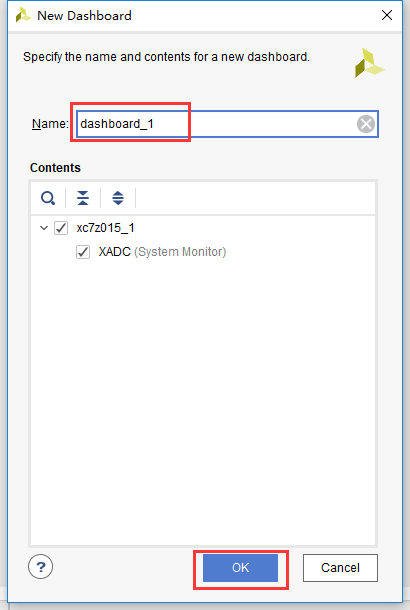 New Dashboard
Specify the name and contents for a new dashboard.
Name: dashboard_1
Contents
xc7z015_1
XADC (System Monitor)
? OK Cancel